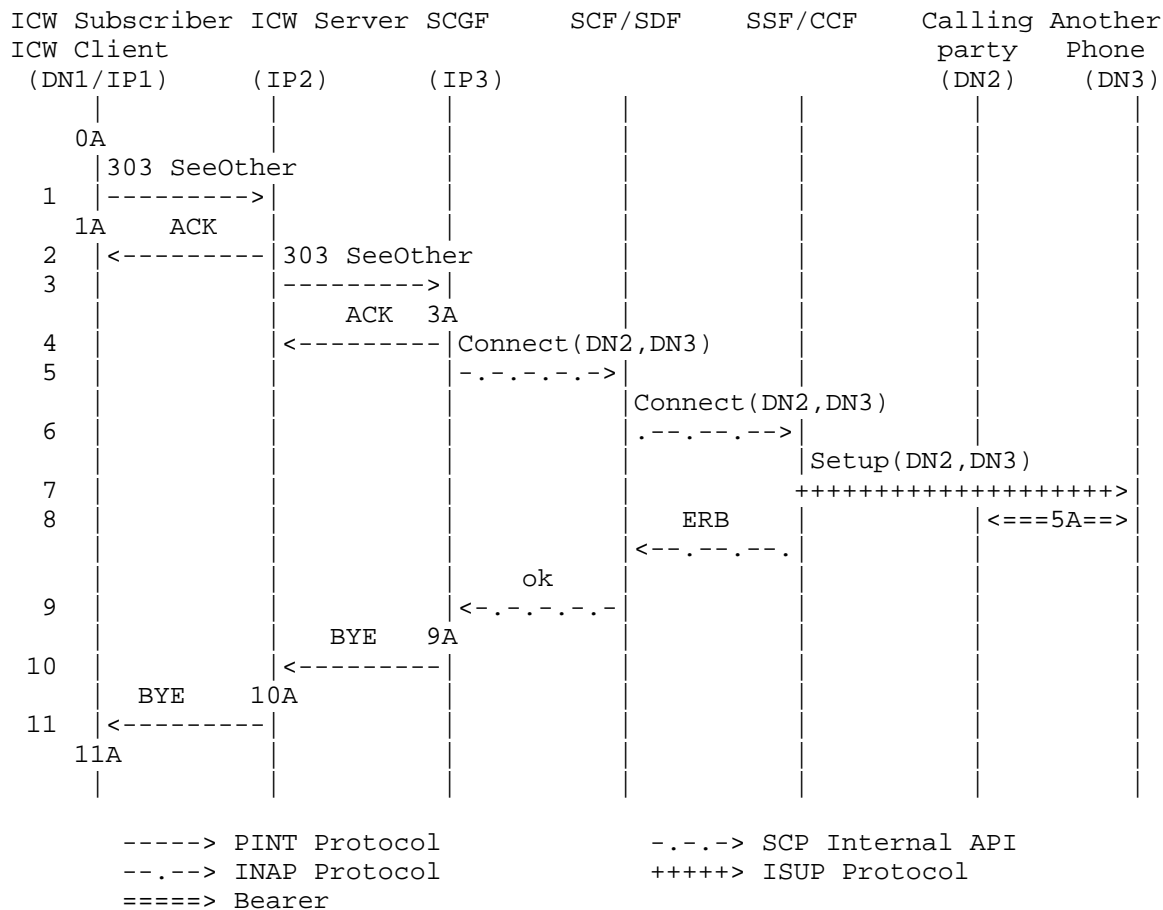 ICW Subscriber ICW Server SCGF SCF/SDF SSF/CCF Calling Another
ICW Client party Phone
(DN1/IP1) (IP2) (IP3) (DN2) (DN3)
0A
303 SeeOther
1 |--------->|
1A ACK
2 |<---------|303 SeeOther
3 --------->|
ACK 3A
4 |<---------|Connect(DN2,DN3)
5 |-.-.-.-.->|
Connect(DN2,DN3)
6 .--.--.-->|
Setup(DN2,DN3)
7 +++++++++++++++++++++>
8 ERB |<===5A==>|
<--.--.--.
ok
9 |<-.-.-.-.-|
BYE 9A
10 |<---------|
BYE 10A
11 |<---------|
11A
-----> PINT Protocol -.-.-> SCP Internal API
--.--> INAP Protocol +++++> ISUP Protocol
=====> Bearer